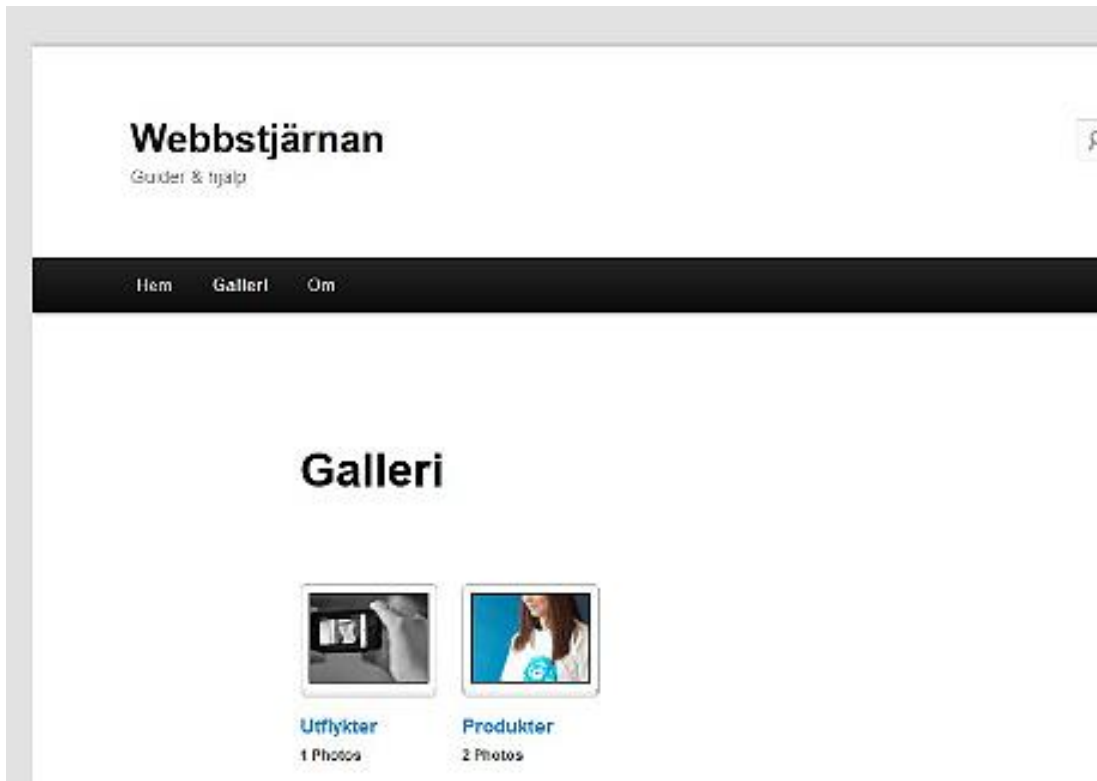 Webbstjärnan
Guider & hjälp
Hem Galleri Om
Galleri
Utflykter Produkter
1 Photos 2 Photos